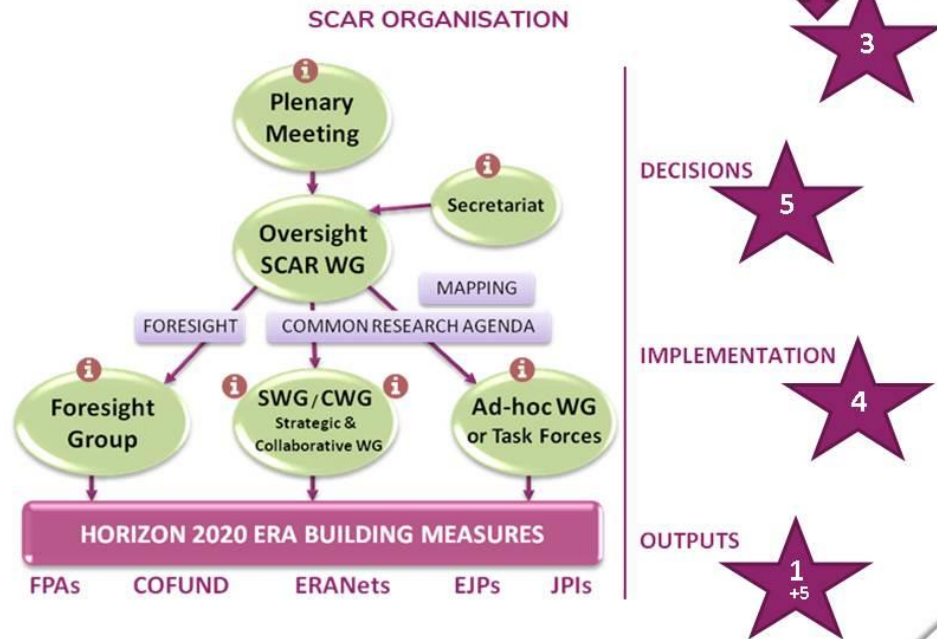 SCAR ORGANISATION
3
i
Plenary
Meeting
DECISIONS
i
Secretariat
5
Oversight
SCAR WG
MAPPING
FORESIGHT
COMMON RESEARCH AGENDA
IMPLEMENTATION
i
Foresight
Group
i
SWG / CWG
Strategic &
Collaborative WG
i
i
Ad-hoc WG
or Task Forces
4
HORIZON 2020 ERA BUILDING MEASURES
FPAs COFUND ERANets EJPs JPIs
OUTPUTS
1
+5